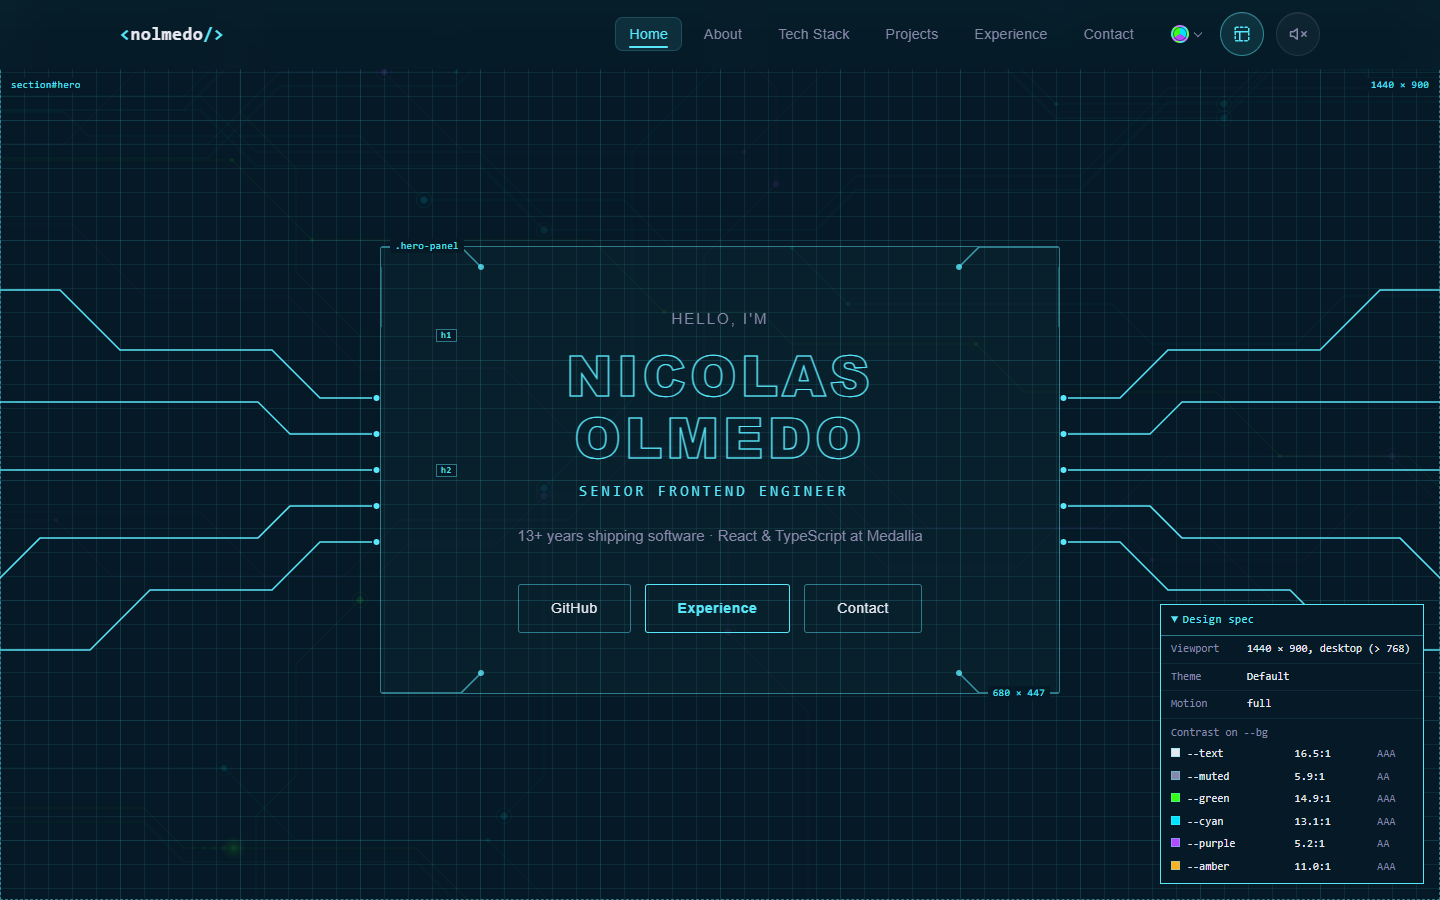 <nolmedo/>
Home About Tech Stack Projects Experience Contact
section#hero
1440 × 900
.hero-panel
HELLO, I'M
h1
NICOLAS
OLMEDO
h2
SENIOR FRONTEND ENGINEER
13+ years shipping software · React & TypeScript at Medallia
GitHub Experience Contact
680 × 447
▼ Design spec
Viewport 1440 × 900, desktop (> 768)
Theme Default
Motion full
Contrast on --bg
--text 16.5:1 AAA
--muted 5.9:1 AA
--green 14.9:1 AAA
--cyan 13.1:1 AAA
--purple 5.2:1 AA
--amber 11.0:1 AAA